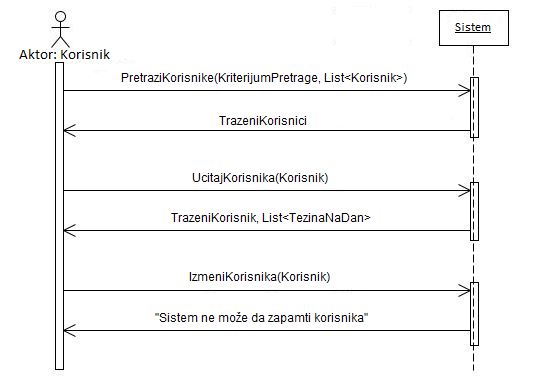 Sistem
Aktor: Korisnik
PretraziKorisnike(KriterijumPretrage, List<Korisnik>)
TrazeniKorisnici
UcitajKorisnika(Korisnik)
TrazeniKorisnik, List<TezinaNaDan>
IzmeniKorisnika(Korisnik)
"Sistem ne može da zapamti korisnika"